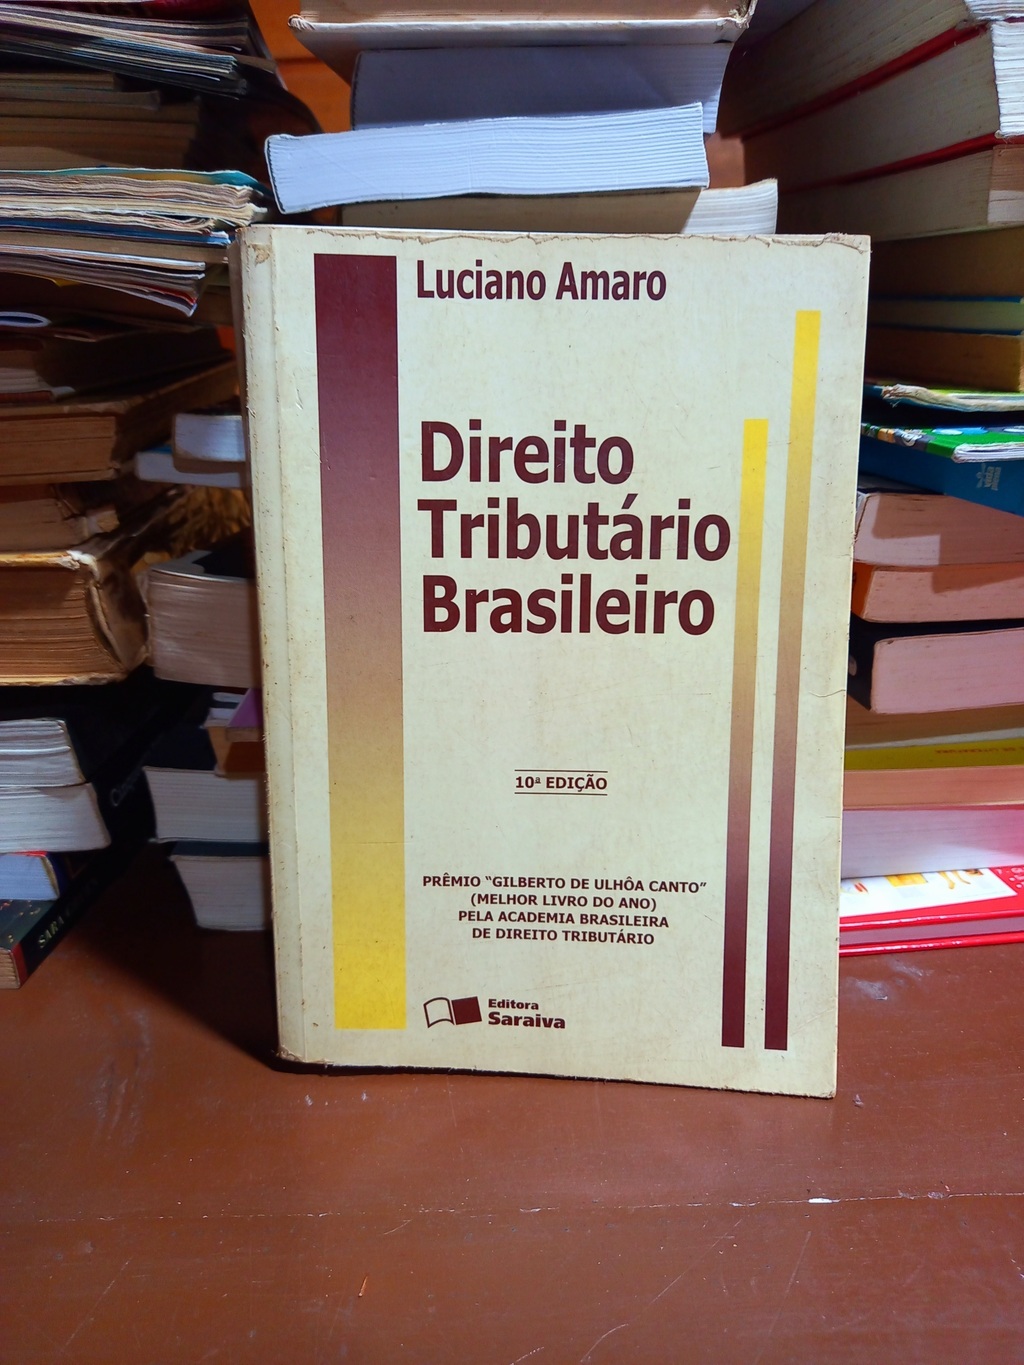 Luciano Amaro
Direito
Tributário
Brasileiro
10ª EDIÇÃO
PRÊMIO “GILBERTO DE ULHÔA CANTO”
(MELHOR LIVRO DO ANO)
PELA ACADEMIA BRASILEIRA
DE DIREITO TRIBUTÁRIO
Editora
Saraiva
SARA